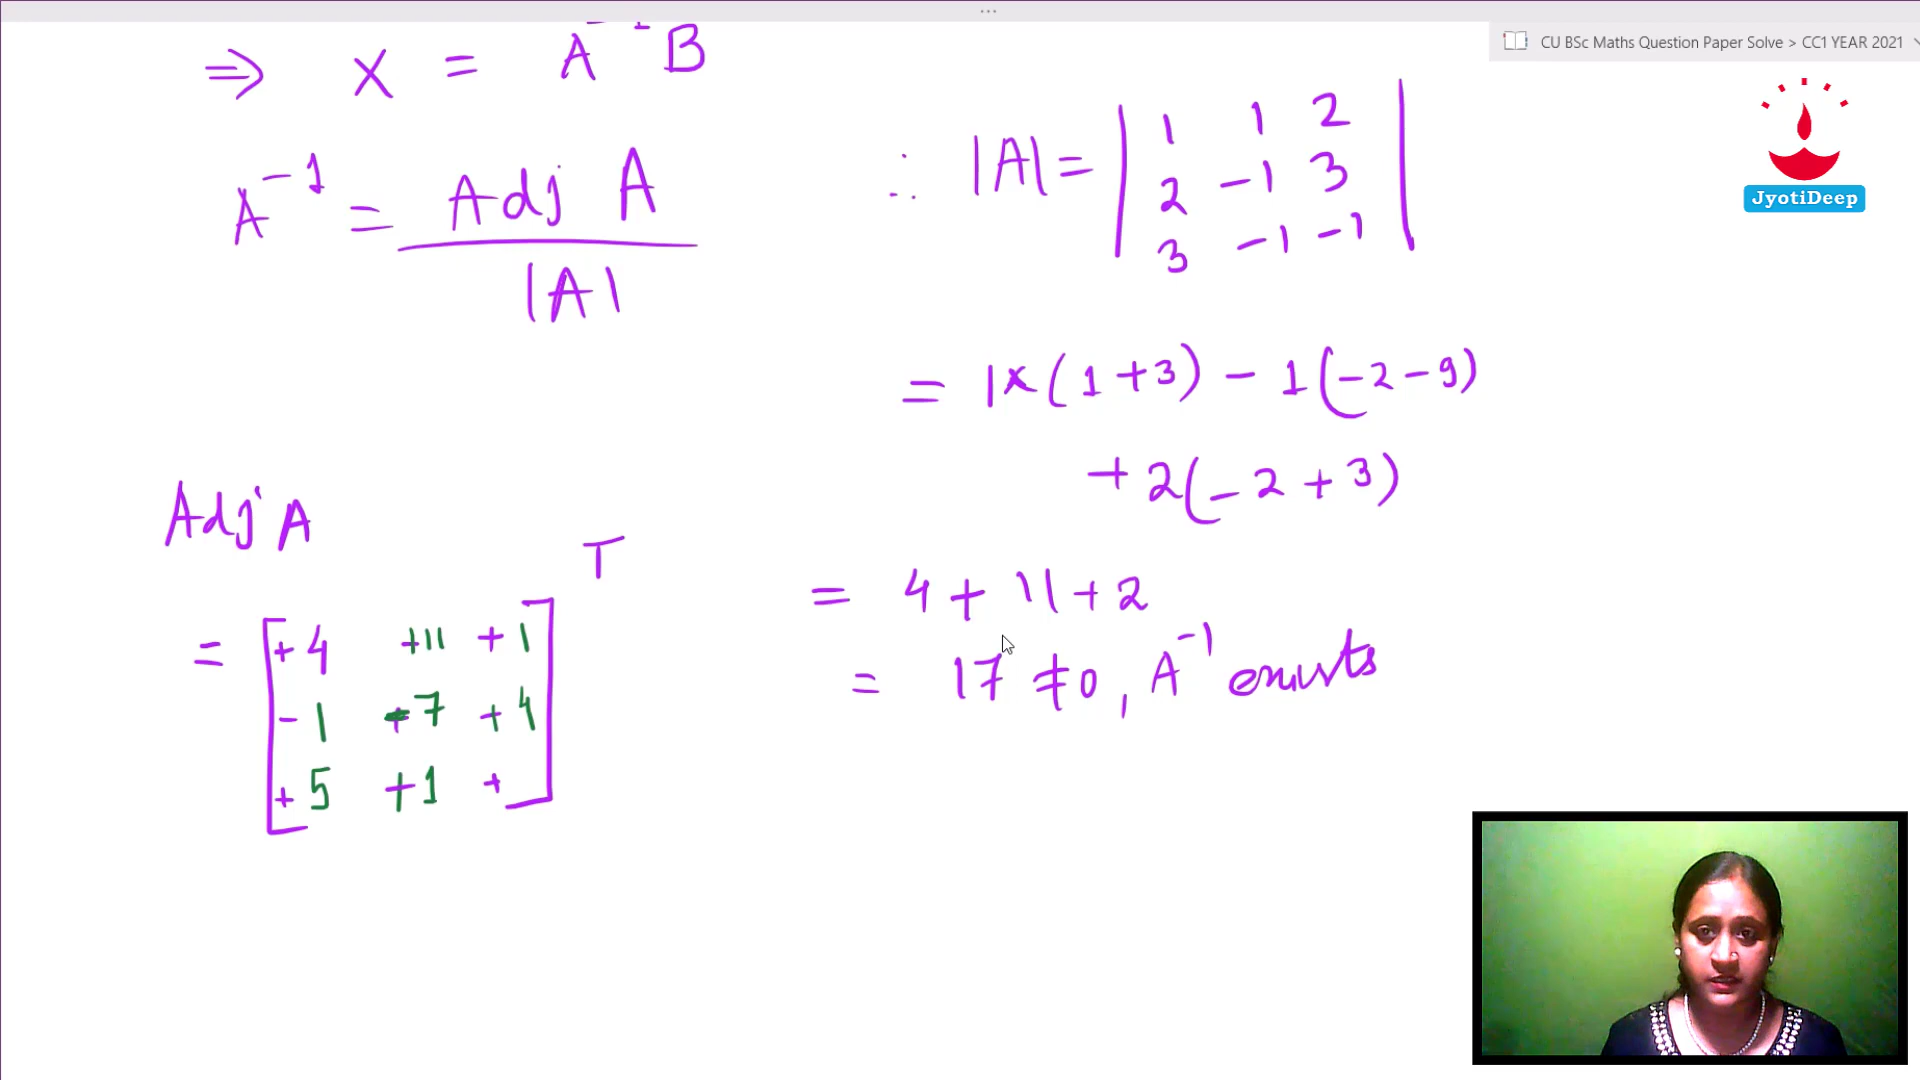 ...
CU BSc Maths Question Paper Solve > CC1 YEAR 2021
JyotiDeep
⇒ X = A⁻¹B
A⁻¹ = Adj A
|A|
∴ |A| = | 1 1 2
2 -1 3
3 -1 -1 |
= 1×(1+3) - 1(-2-9)
+ 2(-2+3)
= 4 + 11 + 2
= 17 ≠ 0, A⁻¹ exists
Adj A
T
= [ +4 +11 +1
-1 -7 +4
+5 +1 + ]